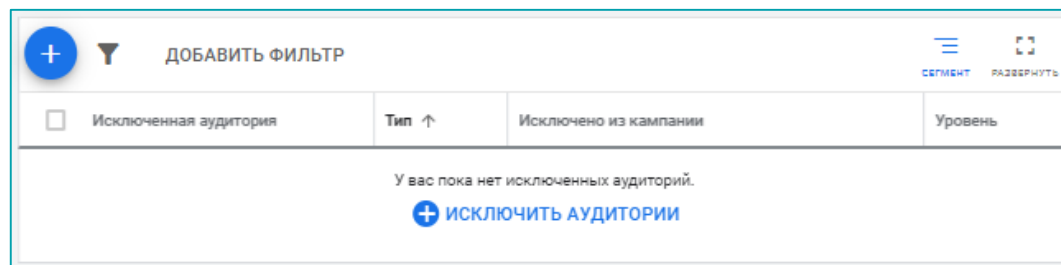 ДОБАВИТЬ ФИЛЬТР
СЕГМЕНТ РАЗВЕРНУТЬ
Исключенная аудитория Тип ↑ Исключено из кампании Уровень
У вас пока нет исключенных аудиторий.
ИСКЛЮЧИТЬ АУДИТОРИИ